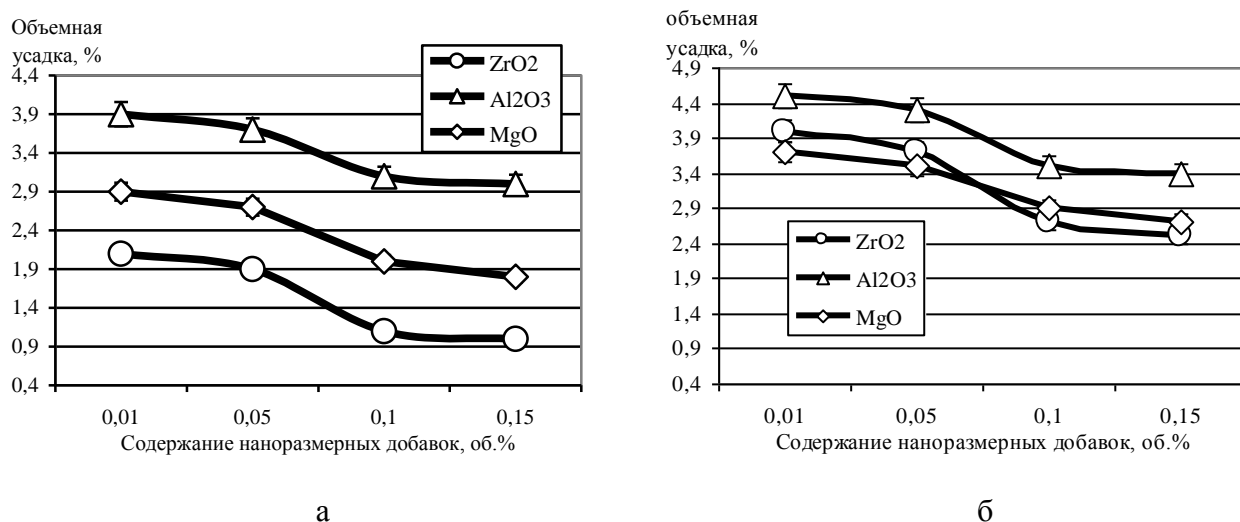 Объемная
усадка, %
4,4
3,9
3,4
2,9
2,4
1,9
1,4
0,9
0,4
ZrO2
Al2O3
MgO
0,01 0,05 0,1 0,15
Содержание наноразмерных добавок, об.%
а
объемная
усадка, %
4,9
4,4
3,9
3,4
2,9
2,4
1,9
1,4
0,9
0,4
ZrO2
Al2O3
MgO
0,01 0,05 0,1 0,15
Содержание наноразмерных добавок, об.%
б